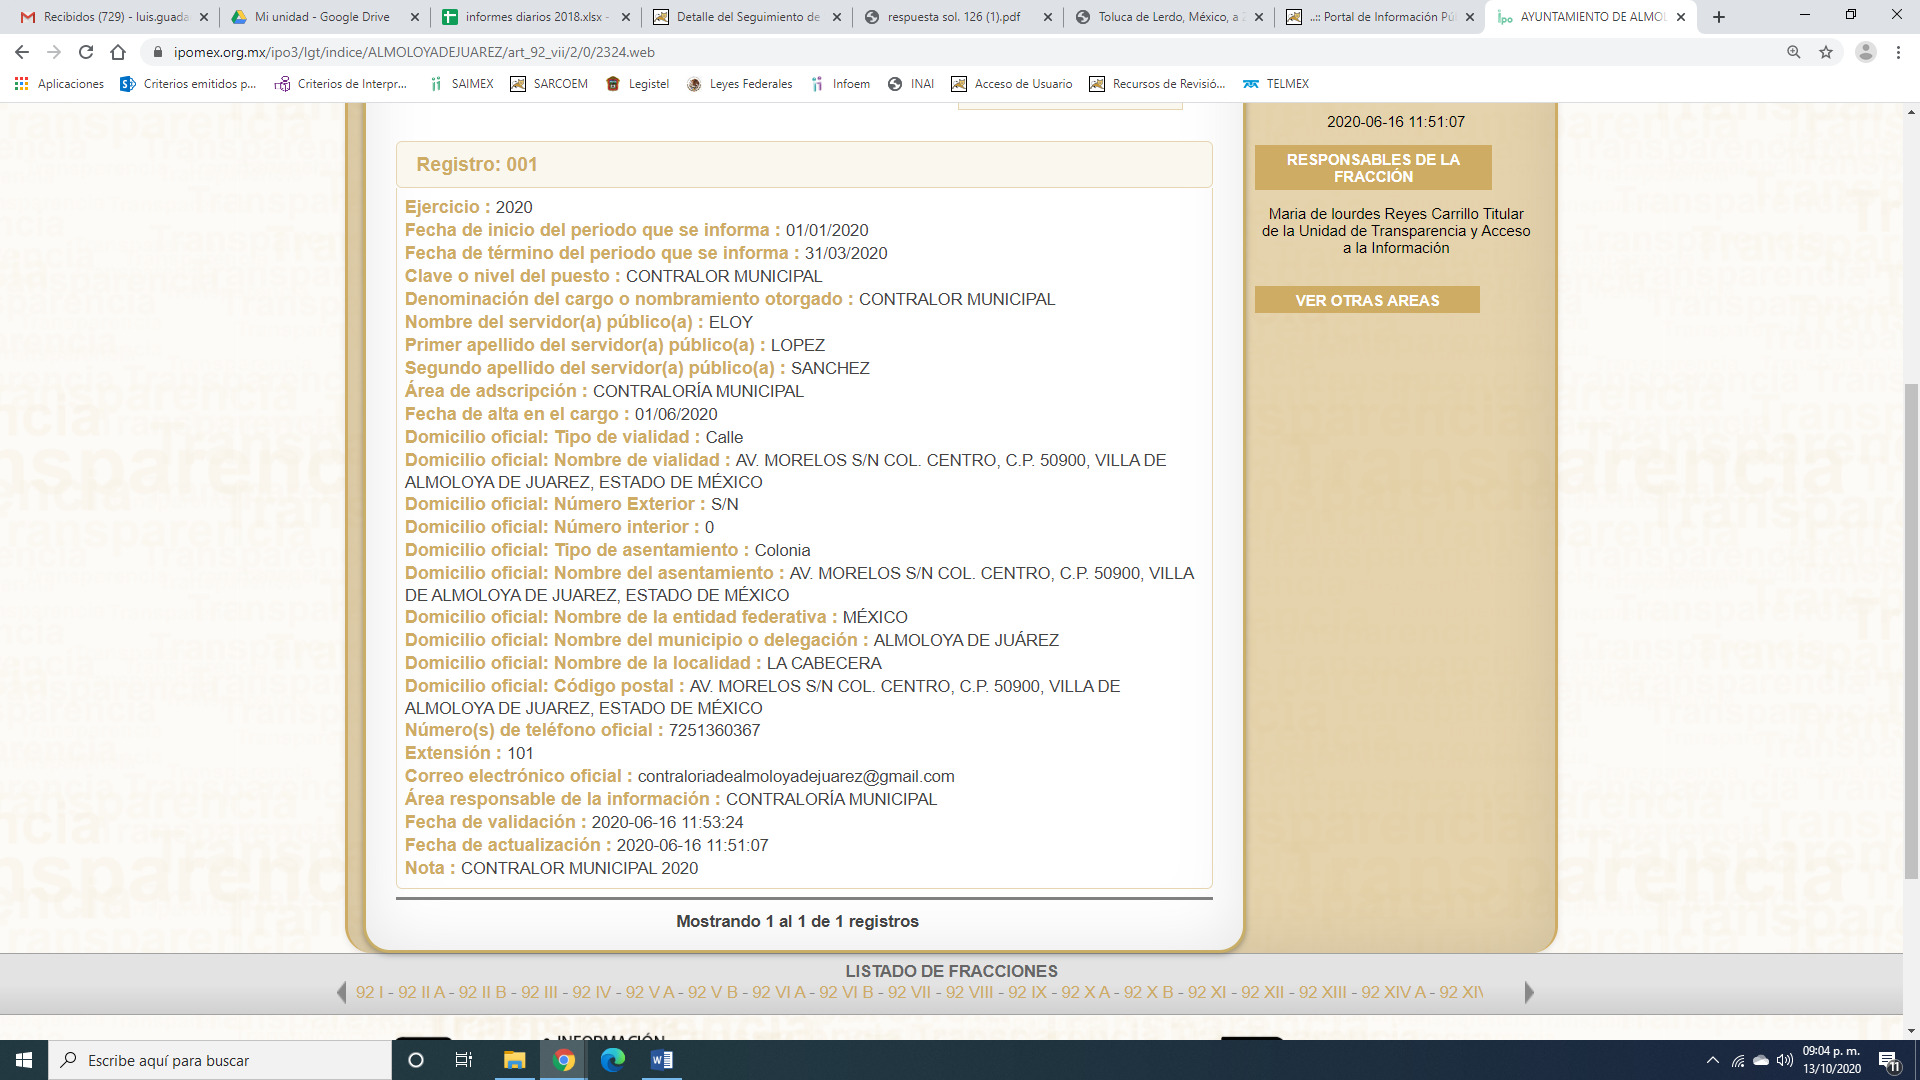 Recibidos (729) - luis.guada
Mi unidad - Google Drive
informes diarios 2018.xlsx -
Detalle del Seguimiento de
respuesta sol. 126 (1).pdf
Toluca de Lerdo, México, a
..:: Portal de Información Pú
AYUNTAMIENTO DE ALMOL
ipomex.org.mx/ipo3/lgt/indice/ALMOLOYADEJUAREZ/art_92_vii/2/0/2324.web
Aplicaciones
Criterios emitidos p...
Criterios de Interpr...
SAIMEX
SARCOEM
Legistel
Leyes Federales
Infoem
INAI
Acceso de Usuario
Recursos de Revisió...
TELMEX
2020-06-16 11:51:07
RESPONSABLES DE LA
FRACCIÓN
Maria de lourdes Reyes Carrillo Titular
de la Unidad de Transparencia y Acceso
a la Información
VER OTRAS AREAS
Registro: 001
Ejercicio : 2020
Fecha de inicio del periodo que se informa : 01/01/2020
Fecha de término del periodo que se informa : 31/03/2020
Clave o nivel del puesto : CONTRALOR MUNICIPAL
Denominación del cargo o nombramiento otorgado : CONTRALOR MUNICIPAL
Nombre del servidor(a) público(a) : ELOY
Primer apellido del servidor(a) público(a) : LOPEZ
Segundo apellido del servidor(a) público(a) : SANCHEZ
Área de adscripción : CONTRALORÍA MUNICIPAL
Fecha de alta en el cargo : 01/06/2020
Domicilio oficial: Tipo de vialidad : Calle
Domicilio oficial: Nombre de vialidad : AV. MORELOS S/N COL. CENTRO, C.P. 50900, VILLA DE
ALMOLOYA DE JUAREZ, ESTADO DE MÉXICO
Domicilio oficial: Número Exterior : S/N
Domicilio oficial: Número interior : 0
Domicilio oficial: Tipo de asentamiento : Colonia
Domicilio oficial: Nombre del asentamiento : AV. MORELOS S/N COL. CENTRO, C.P. 50900, VILLA
DE ALMOLOYA DE JUAREZ, ESTADO DE MÉXICO
Domicilio oficial: Nombre de la entidad federativa : MÉXICO
Domicilio oficial: Nombre del municipio o delegación : ALMOLOYA DE JUÁREZ
Domicilio oficial: Nombre de la localidad : LA CABECERA
Domicilio oficial: Código postal : AV. MORELOS S/N COL. CENTRO, C.P. 50900, VILLA DE
ALMOLOYA DE JUAREZ, ESTADO DE MÉXICO
Número(s) de teléfono oficial : 7251360367
Extensión : 101
Correo electrónico oficial : contraloriadealmoloyadejuarez@gmail.com
Área responsable de la información : CONTRALORÍA MUNICIPAL
Fecha de validación : 2020-06-16 11:53:24
Fecha de actualización : 2020-06-16 11:51:07
Nota : CONTRALOR MUNICIPAL 2020
Mostrando 1 al 1 de 1 registros
LISTADO DE FRACCIONES
92 I - 92 II A - 92 II B - 92 III - 92 IV - 92 V A - 92 V B - 92 VI A - 92 VI B - 92 VII - 92 VIII - 92 IX - 92 X A - 92 X B - 92 XI - 92 XII - 92 XIII - 92 XIV A - 92 XIV
INFORMACIÓN
Escribe aquí para buscar
09:04 p. m.
13/10/2020
11